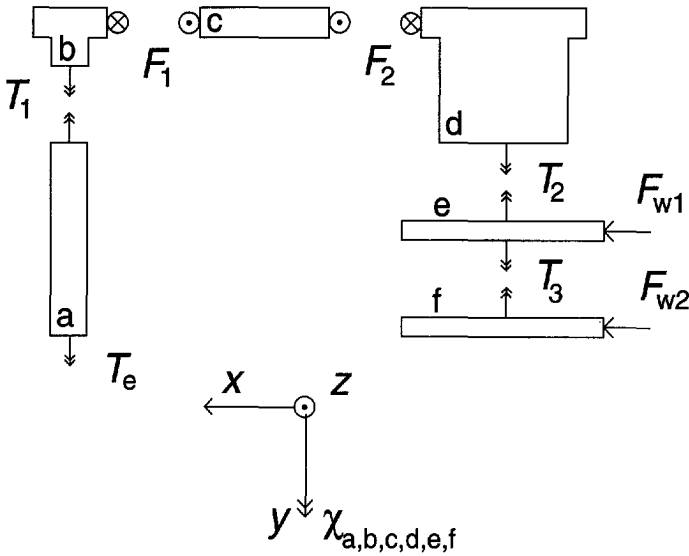 b
c
F1
F2
T1
d
T2
e
Fw1
T3
a
f
Fw2
Te
x
z
y
χa,b,c,d,e,f